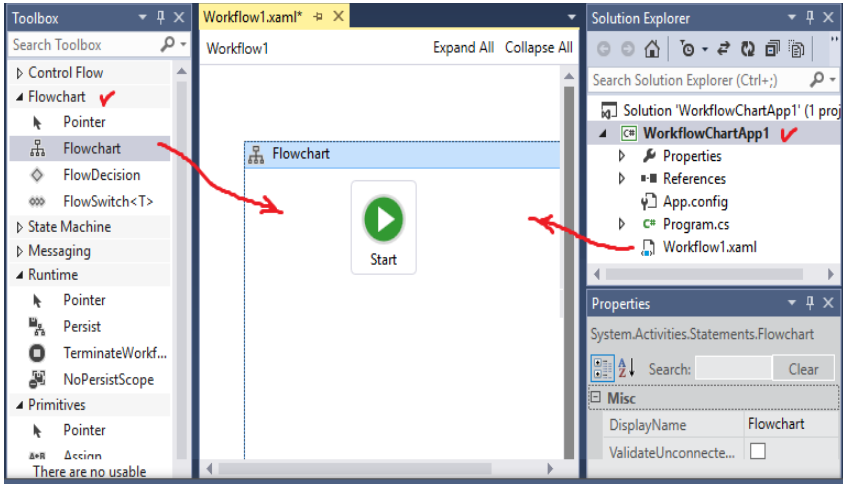 Toolbox
Search Toolbox
Control Flow
Flowchart
Pointer
Flowchart
FlowDecision
FlowSwitch<T>
State Machine
Messaging
Runtime
Pointer
Persist
TerminateWorkf...
NoPersistScope
Primitives
Pointer
A+B Assign
There are no usable
Workflow1.xaml*
Workflow1 Expand All Collapse All
Flowchart
Start
Solution Explorer
Search Solution Explorer (Ctrl+;)
Solution 'WorkflowChartApp1' (1 proj
C# WorkflowChartApp1
Properties
References
App.config
C# Program.cs
Workflow1.xaml
Properties
System.Activities.Statements.Flowchart
Search: Clear
Misc
DisplayName Flowchart
ValidateUnconnecte...